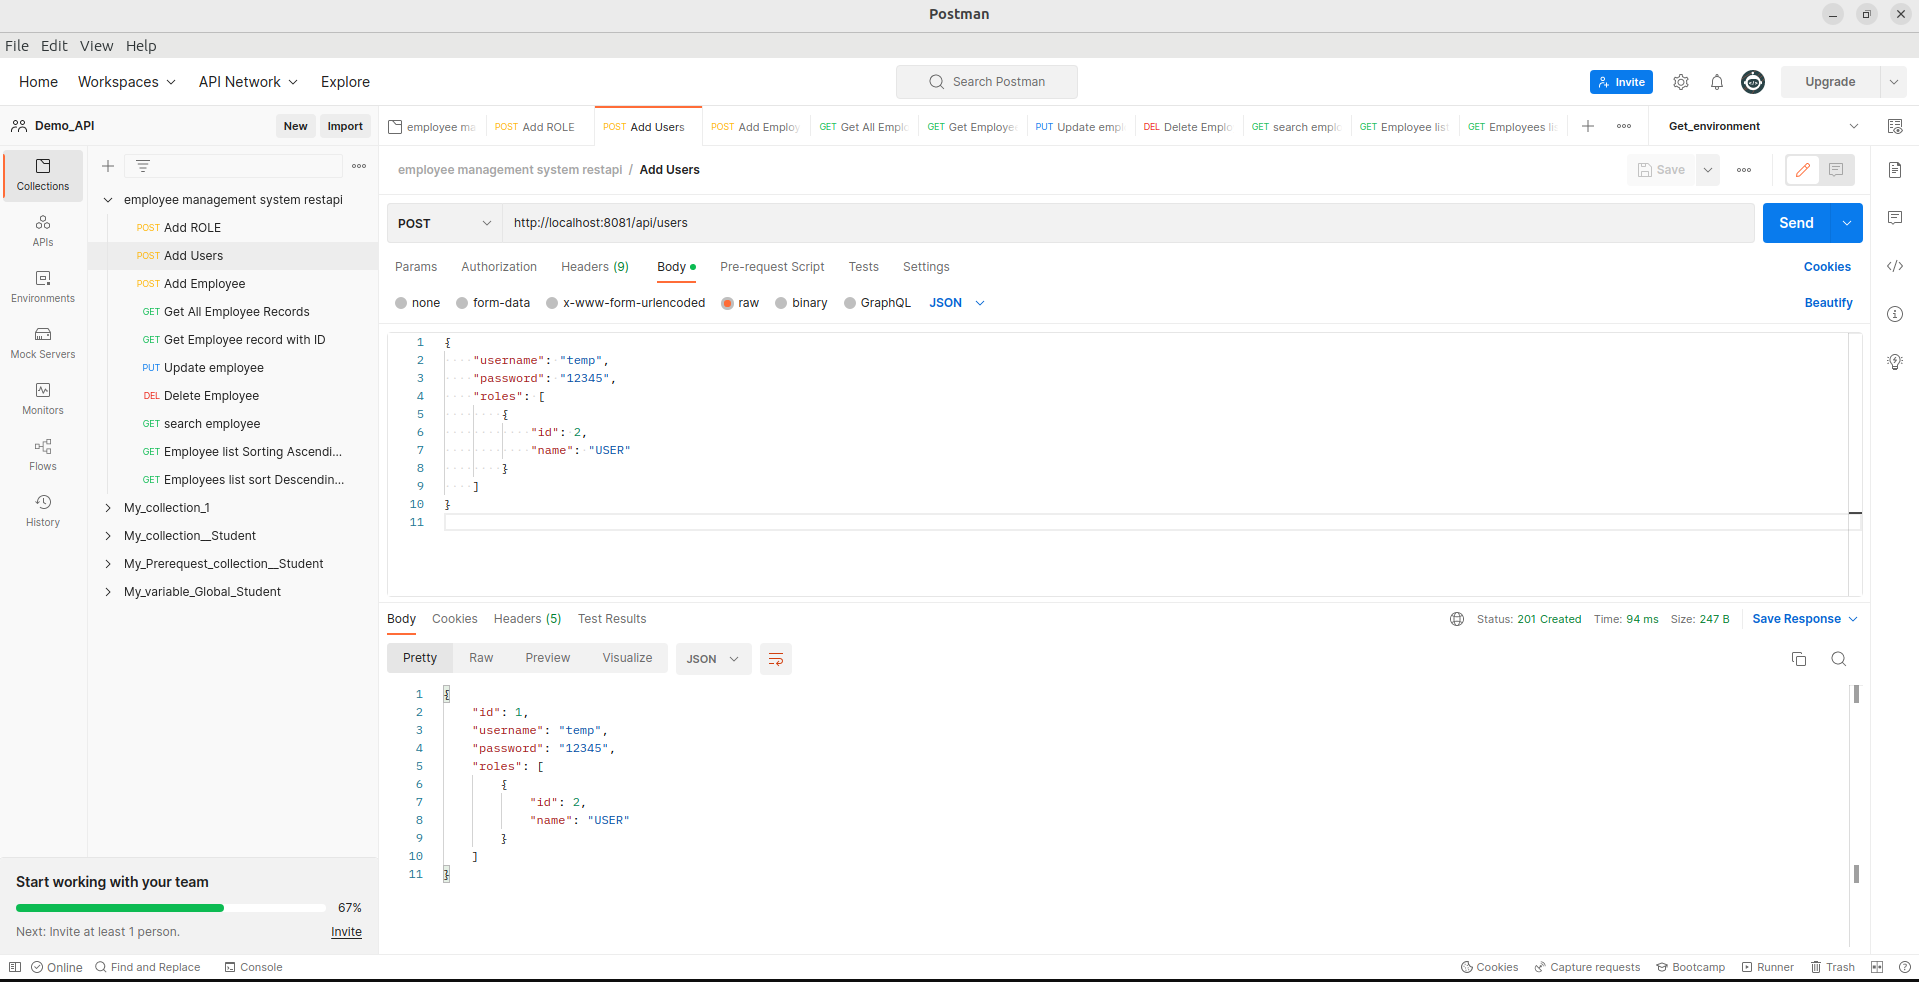 Postman
File Edit View Help
Home Workspaces API Network Explore Search Postman Invite Upgrade
Demo_API New Import
employee ma POST Add ROLE POST Add Users POST Add Employ GET Get All Emplo GET Get Employee PUT Update empl DEL Delete Emplo GET search emplo GET Employee list GET Employees li Get_environment
Collections
APIs
Environments
Mock Servers
Monitors
Flows
History
employee management system restapi
POST Add ROLE
POST Add Users
POST Add Employee
GET Get All Employee Records
GET Get Employee record with ID
PUT Update employee
DEL Delete Employee
GET search employee
GET Employee list Sorting Ascendi...
GET Employees list sort Descendin...
My_collection_1
My_collection__Student
My_Prerequest_collection__Student
My_variable_Global_Student
Start working with your team
67%
Next: Invite at least 1 person. Invite
employee management system restapi / Add Users Save
POST http://localhost:8081/api/users Send
Params Authorization Headers (9) Body Pre-request Script Tests Settings Cookies
none form-data x-www-form-urlencoded raw binary GraphQL JSON Beautify
1 {
2 "username": "temp",
3 "password": "12345",
4 "roles": [
5 {
6 "id": 2,
7 "name": "USER"
8 }
9 ]
10 }
11
Body Cookies Headers (5) Test Results Status: 201 Created Time: 94 ms Size: 247 B Save Response
Pretty Raw Preview Visualize JSON
1 {
2 "id": 1,
3 "username": "temp",
4 "password": "12345",
5 "roles": [
6 {
7 "id": 2,
8 "name": "USER"
9 }
10 ]
11 }
Online Find and Replace Console Cookies Capture requests Bootcamp Runner Trash